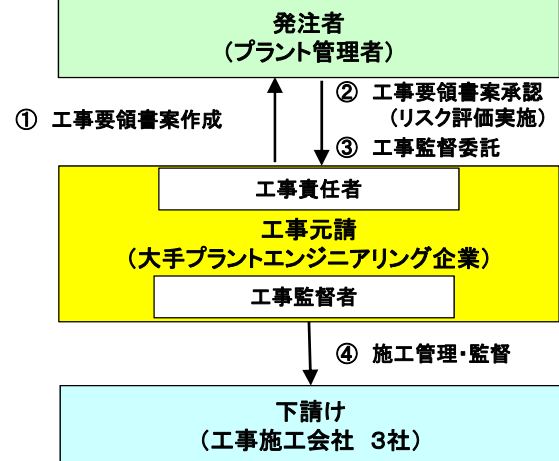 発注者
（プラント管理者）
① 工事要領書案作成
② 工事要領書案承認
（リスク評価実施）
③ 工事監督委託
工事責任者
工事元請
（大手プラントエンジニアリング企業）
工事監督者
④ 施工管理・監督
下請け
（工事施工会社 ３社）